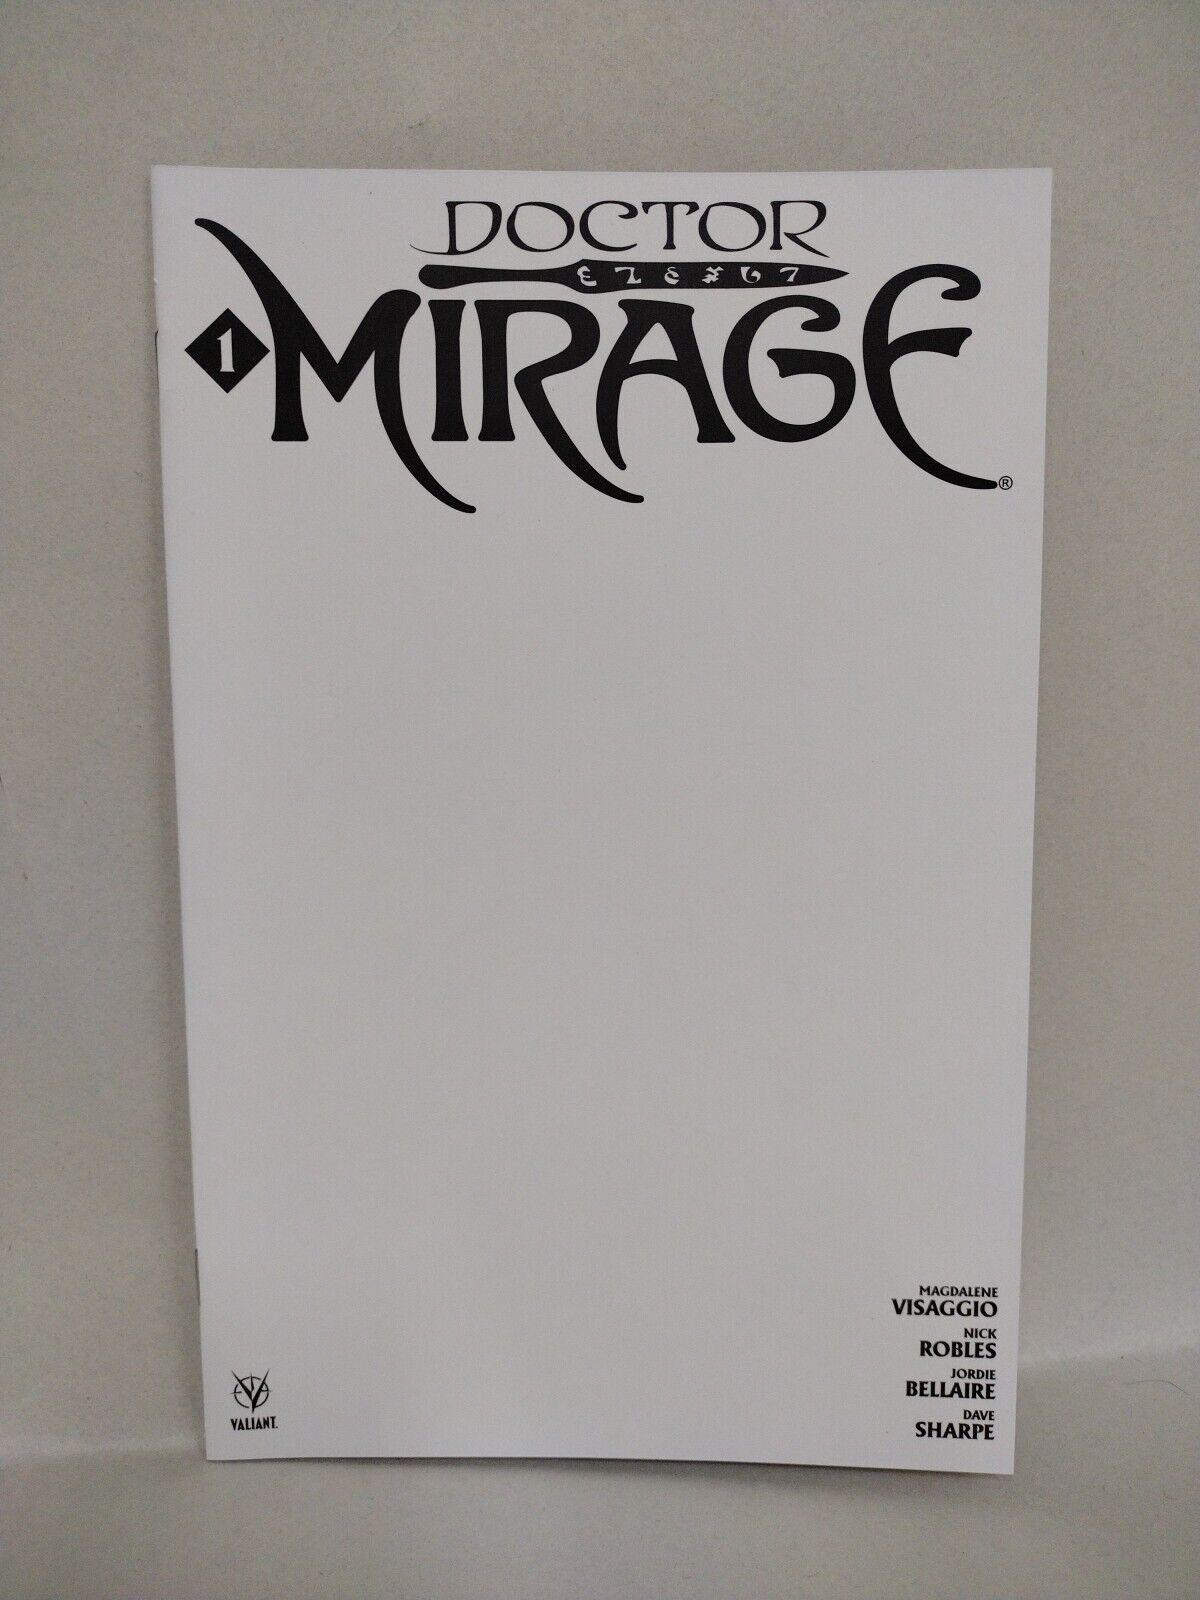 DOCTOR
1
MIRAGE®
MAGDALENE
VISAGGIO
NICK
ROBLES
JORDIE
BELLAIRE
DAVE
SHARPE
VALIANT.